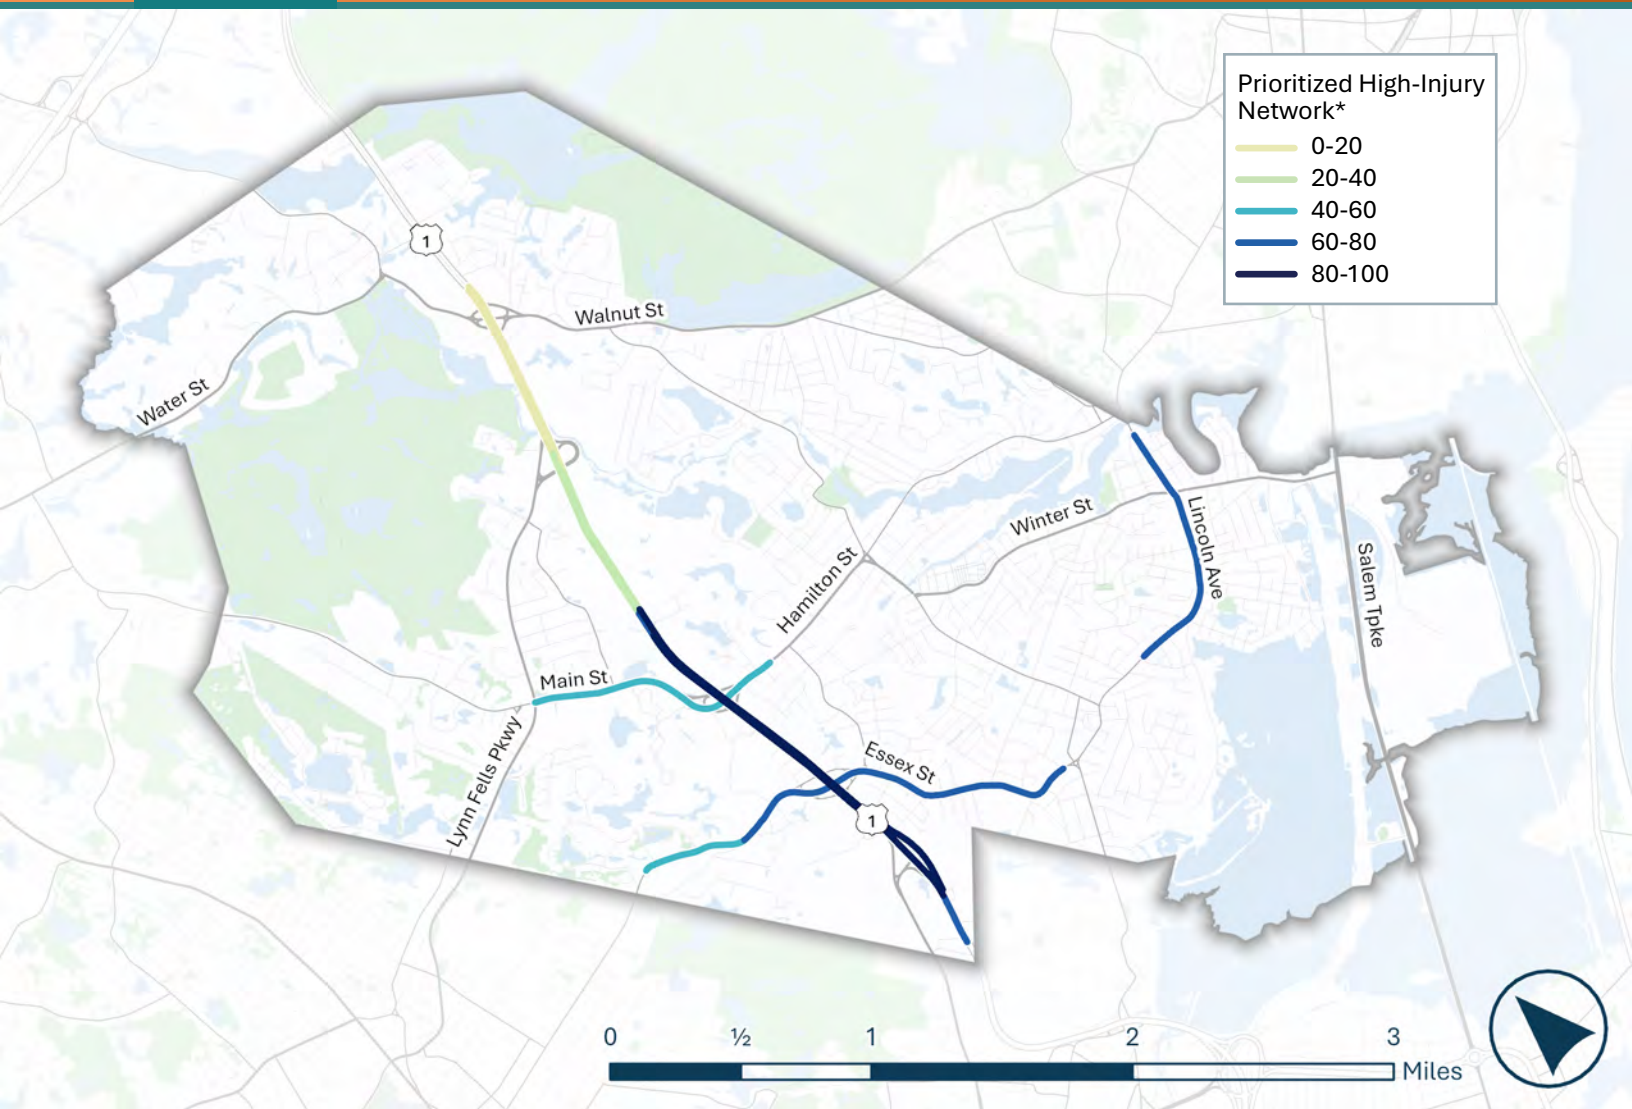 Prioritized High-Injury
Network*
0-20
20-40
40-60
60-80
80-100
1
Walnut St
Water St
Winter St
Lincoln Ave
Salem Tpke
Hamilton St
Main St
Lynn Fells Pkwy
Essex St
1
0 ½ 1 2 3
Miles